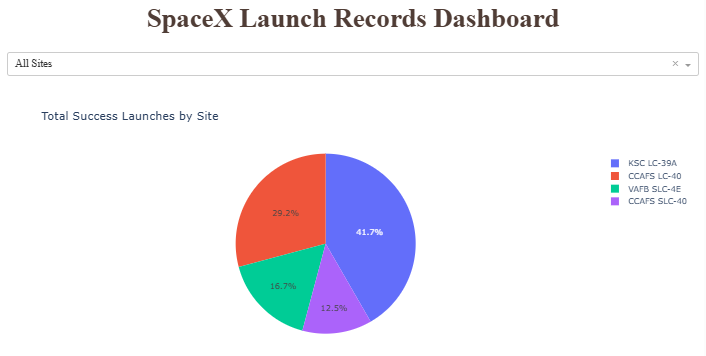 SpaceX Launch Records Dashboard
All Sites
×
Total Success Launches by Site
KSC LC-39A
CCAFS LC-40
VAFB SLC-4E
CCAFS SLC-40
29.2%
41.7%
16.7%
12.5%